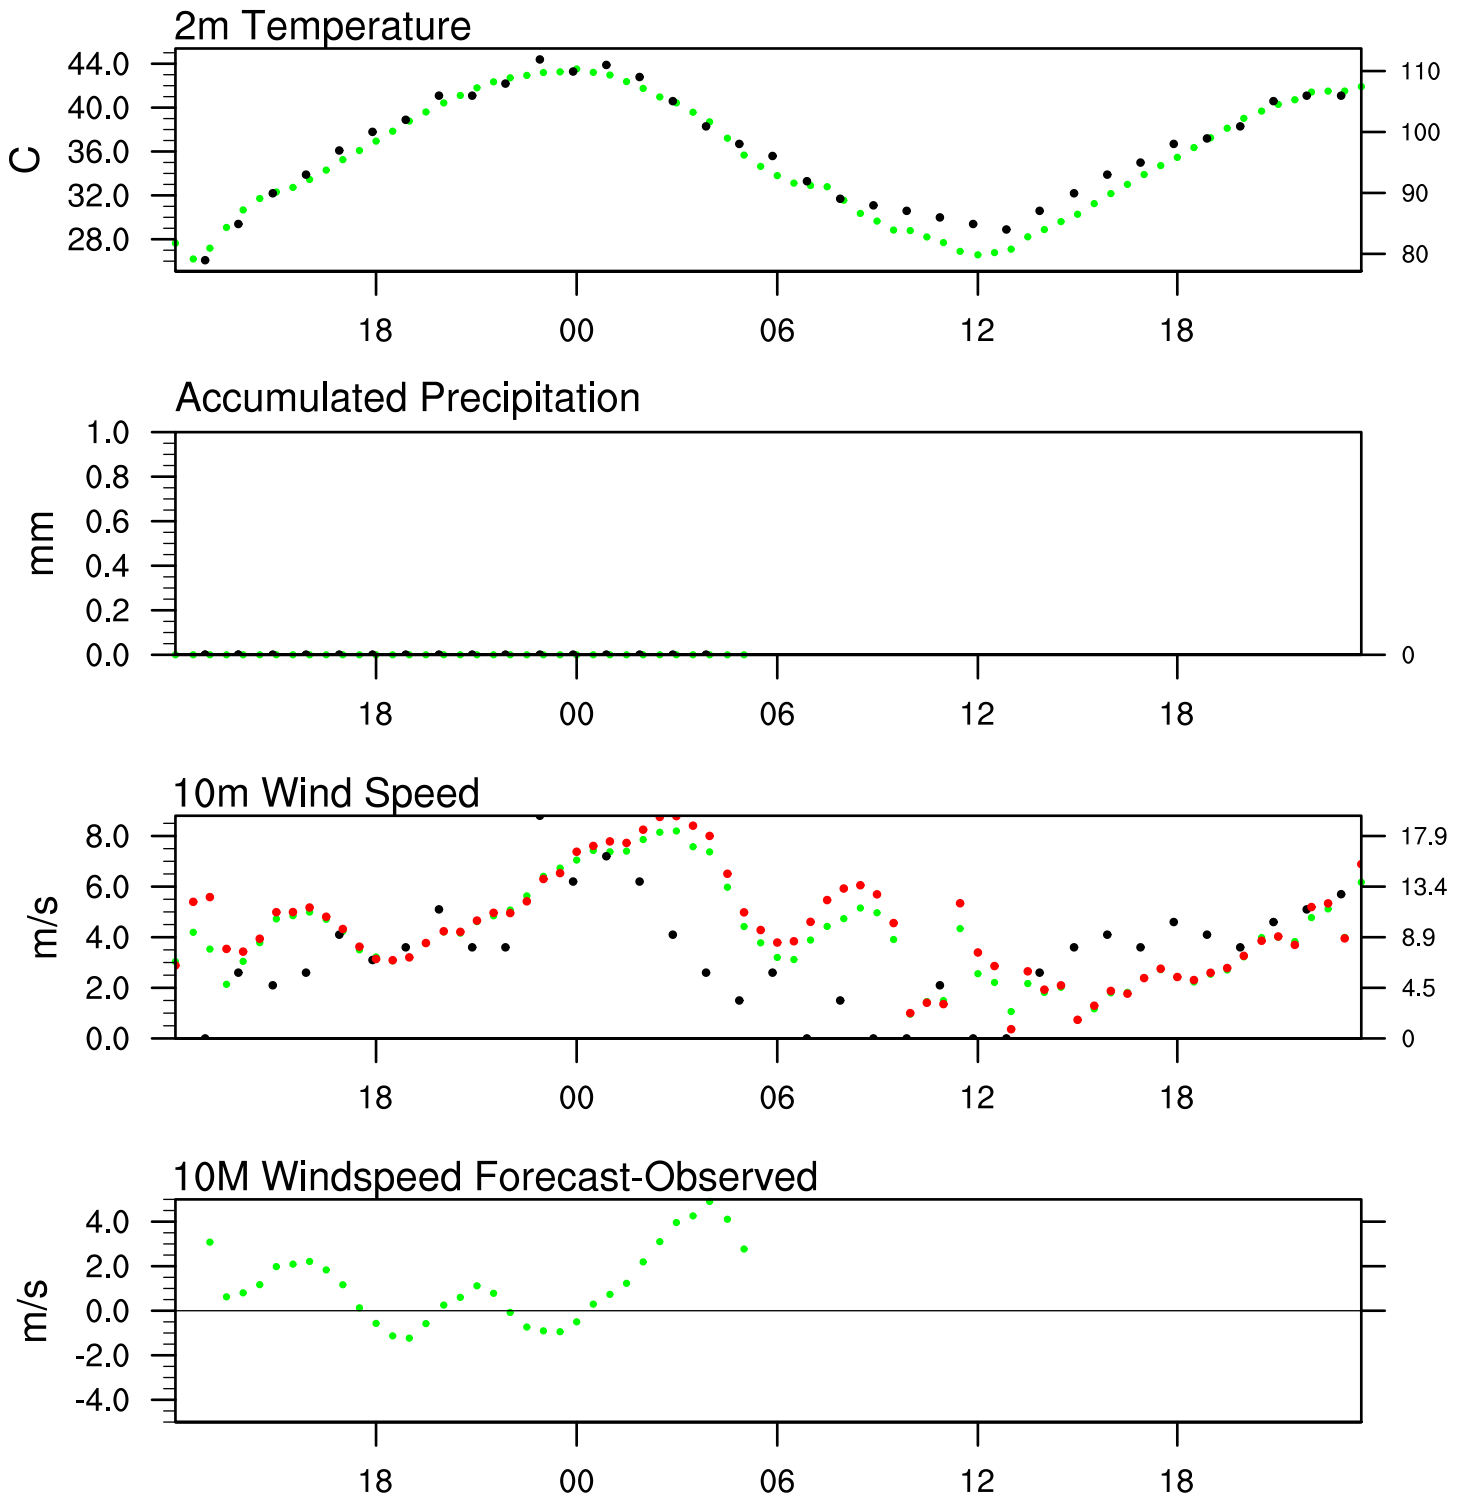 2m Temperature
44.0
40.0
36.0
32.0
28.0
C
110
100
90
80
18 00 06 12 18
Accumulated Precipitation
1.0
0.8
0.6
0.4
0.2
0.0
mm
0
18 00 06 12 18
10m Wind Speed
8.0
6.0
4.0
2.0
0.0
m/s
17.9
13.4
8.9
4.5
0
18 00 06 12 18
10M Windspeed Forecast-Observed
4.0
2.0
0.0
-2.0
-4.0
m/s
18 00 06 12 18